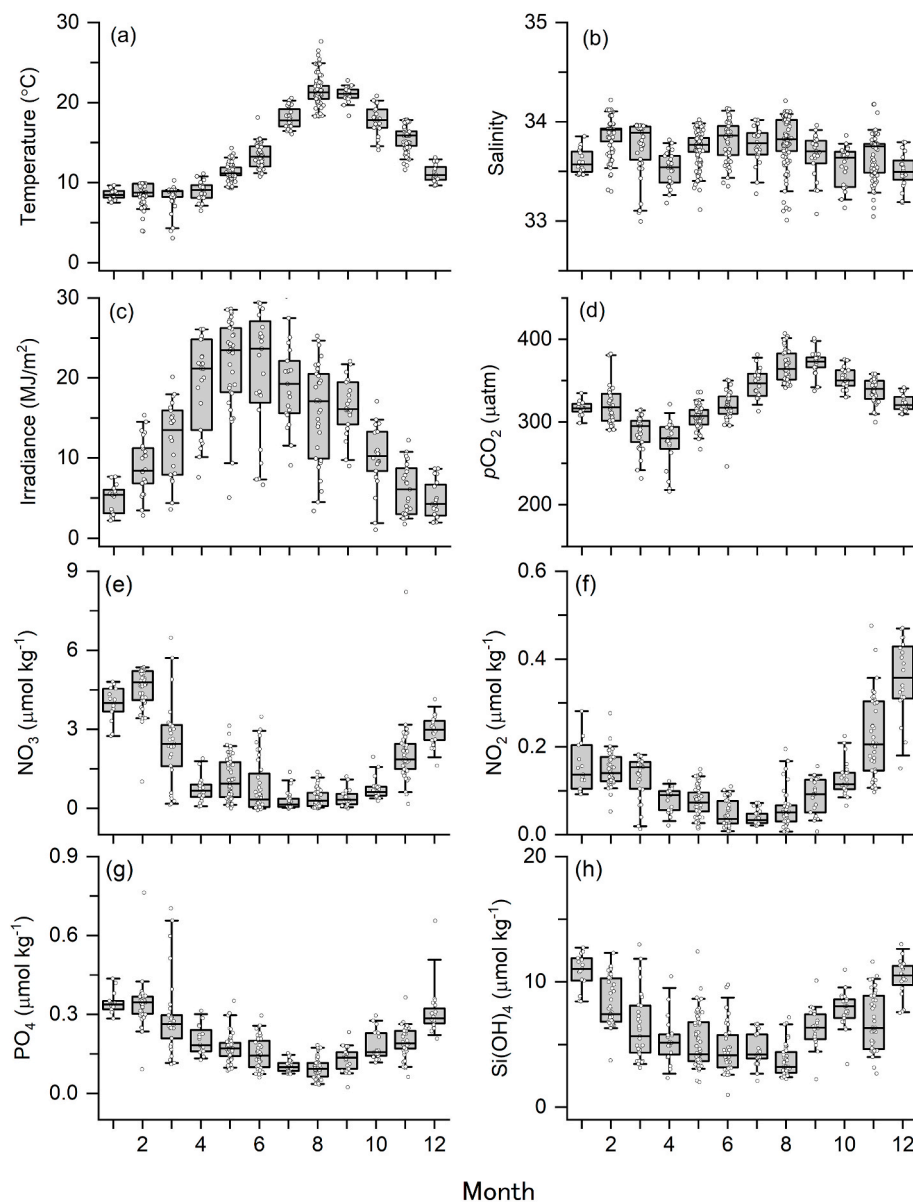 (a)
Temperature (°C)
30
20
10
0
(b)
Salinity
35
34
33
(c)
Irradiance (MJ/m²)
30
20
10
0
(d)
pCO₂ (µatm)
400
300
200
(e)
NO₃ (µmol kg⁻¹)
9
6
3
0
(f)
NO₂ (µmol kg⁻¹)
0.6
0.4
0.2
0.0
(g)
PO₄ (µmol kg⁻¹)
0.9
0.6
0.3
0.0
2 4 6 8 10 12
(h)
Si(OH)₄ (µmol kg⁻¹)
20
10
0
2 4 6 8 10 12
Month